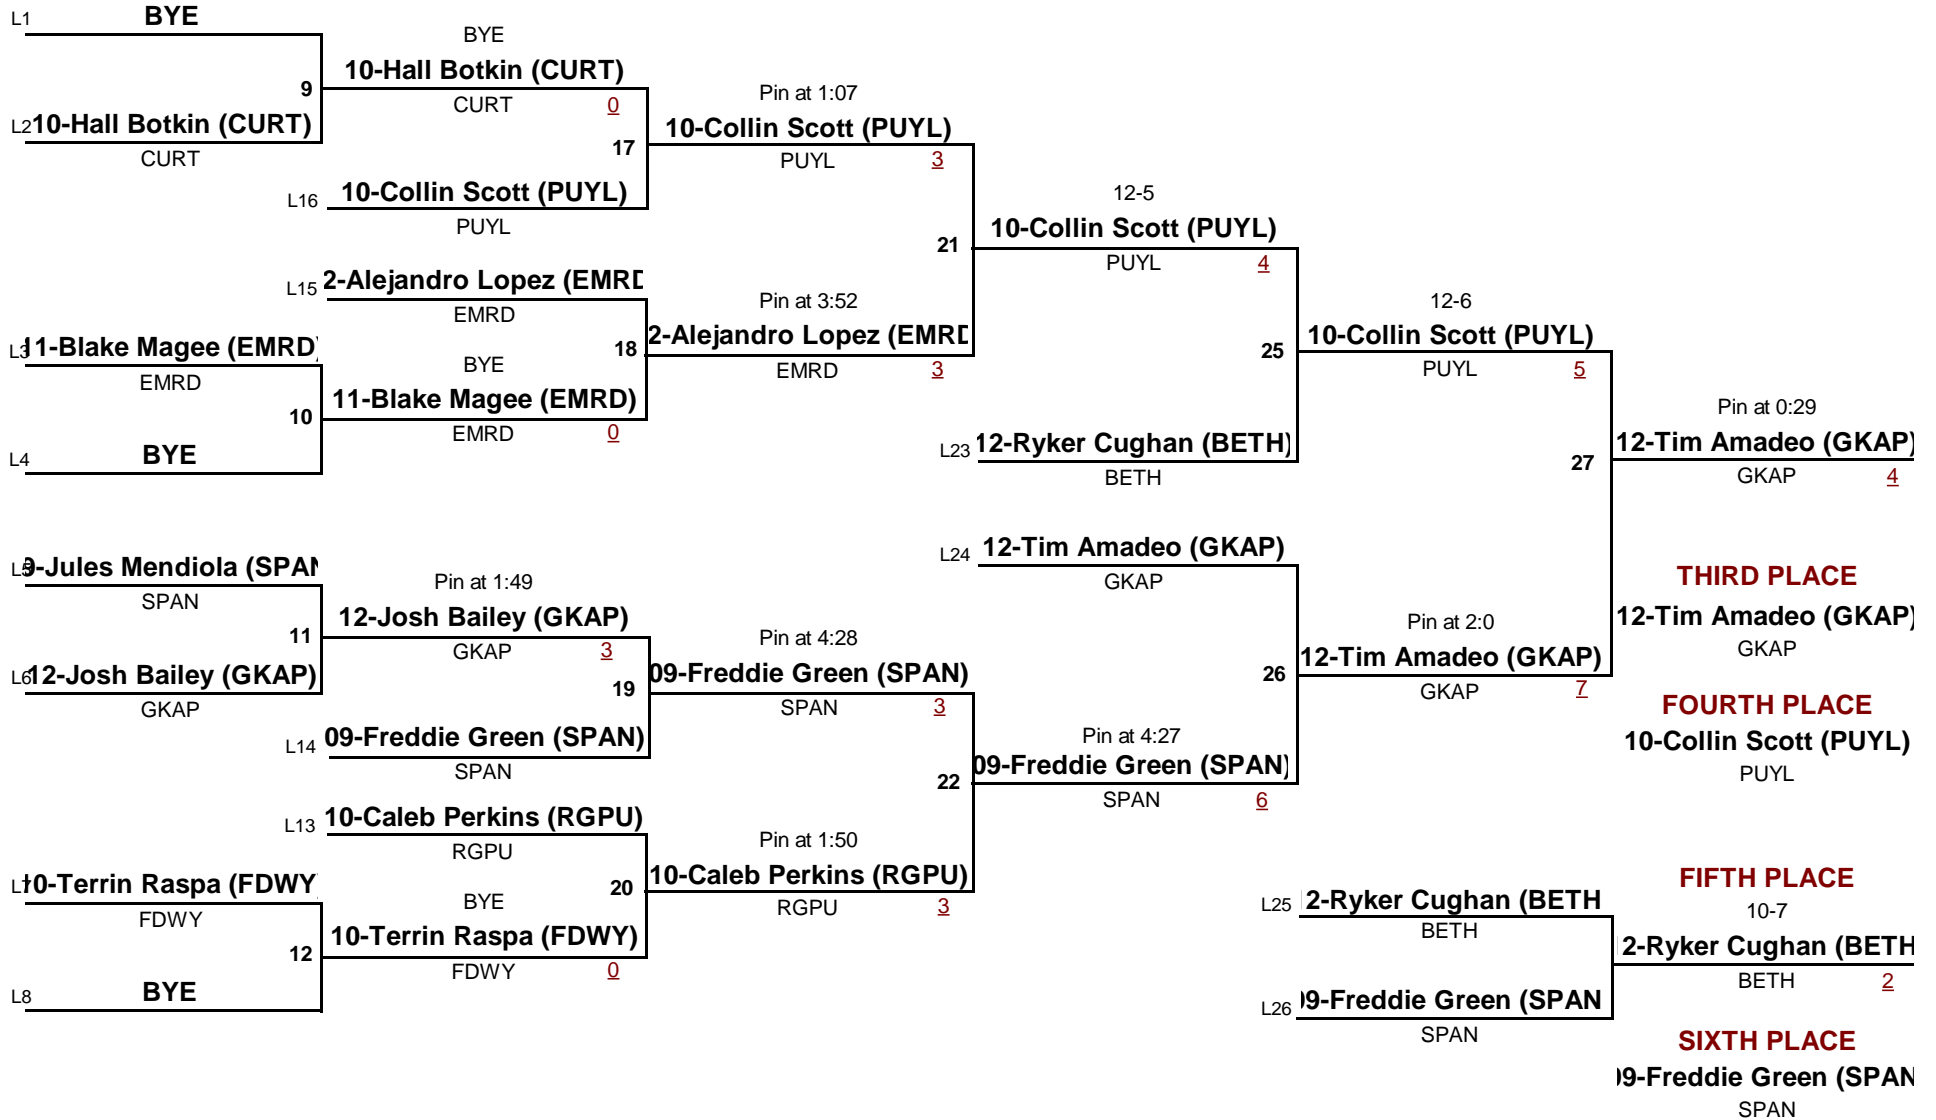 L1 BYE
BYE
10-Hall Botkin (CURT)
9
CURT 0
L2 10-Hall Botkin (CURT)
CURT
17
Pin at 1:07
10-Collin Scott (PUYL)
PUYL 3
L16 10-Collin Scott (PUYL)
PUYL
12-5
21
10-Collin Scott (PUYL)
PUYL 4
L15 2-Alejandro Lopez (EMRD
EMRD
Pin at 3:52
18
2-Alejandro Lopez (EMRD
EMRD 3
L3 11-Blake Magee (EMRD)
EMRD
BYE
10
11-Blake Magee (EMRD)
EMRD 0
L4 BYE
12-6
25
10-Collin Scott (PUYL)
PUYL 5
L23 12-Ryker Cughan (BETH)
BETH
Pin at 0:29
27
12-Tim Amadeo (GKAP)
GKAP 4
L5 9-Jules Mendiola (SPAN
SPAN
Pin at 1:49
11
12-Josh Bailey (GKAP)
GKAP 3
L6 12-Josh Bailey (GKAP)
GKAP
Pin at 4:28
19
09-Freddie Green (SPAN)
SPAN 3
L14 09-Freddie Green (SPAN)
SPAN
L24 12-Tim Amadeo (GKAP)
GKAP
Pin at 2:0
26
12-Tim Amadeo (GKAP)
GKAP 7
Pin at 4:27
22
09-Freddie Green (SPAN)
SPAN 6
L13 10-Caleb Perkins (RGPU)
RGPU
Pin at 1:50
20
10-Caleb Perkins (RGPU)
RGPU 3
L7 10-Terrin Raspa (FDWY
FDWY
BYE
12
10-Terrin Raspa (FDWY)
FDWY 0
L8 BYE
THIRD PLACE
12-Tim Amadeo (GKAP)
GKAP
FOURTH PLACE
10-Collin Scott (PUYL)
PUYL
L25 2-Ryker Cughan (BETH
BETH
FIFTH PLACE
10-7
2-Ryker Cughan (BETH
BETH 2
L26 09-Freddie Green (SPAN
SPAN
SIXTH PLACE
09-Freddie Green (SPAN
SPAN